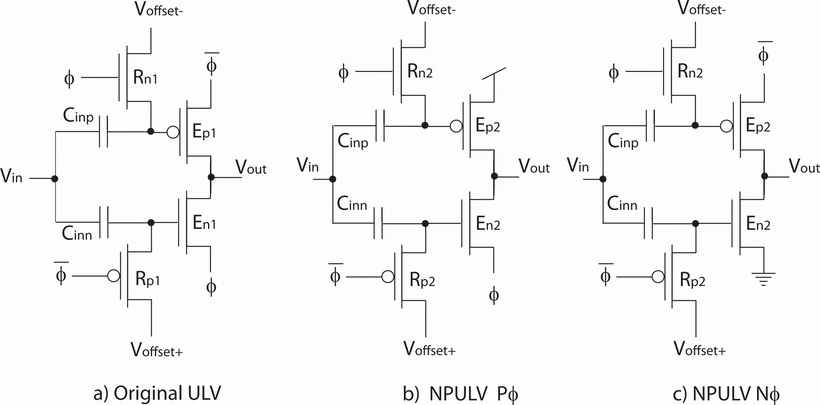 Voffset- Voffset- Voffset-
ϕ Rn1 ϕ̅ ϕ Rn2 ϕ Rn2 ϕ̅
Cinp Ep1 Cinp Ep2 Cinp Ep2
Vin Vout Vin Vout Vin Vout
Cinn En1 Cinn En2 Cinn En2
ϕ̅ Rp1 ϕ ϕ̅ Rp2 ϕ ϕ̅ Rp2
Voffset+ Voffset+ Voffset+
a) Original ULV b) NPULV Pϕ c) NPULV Nϕ